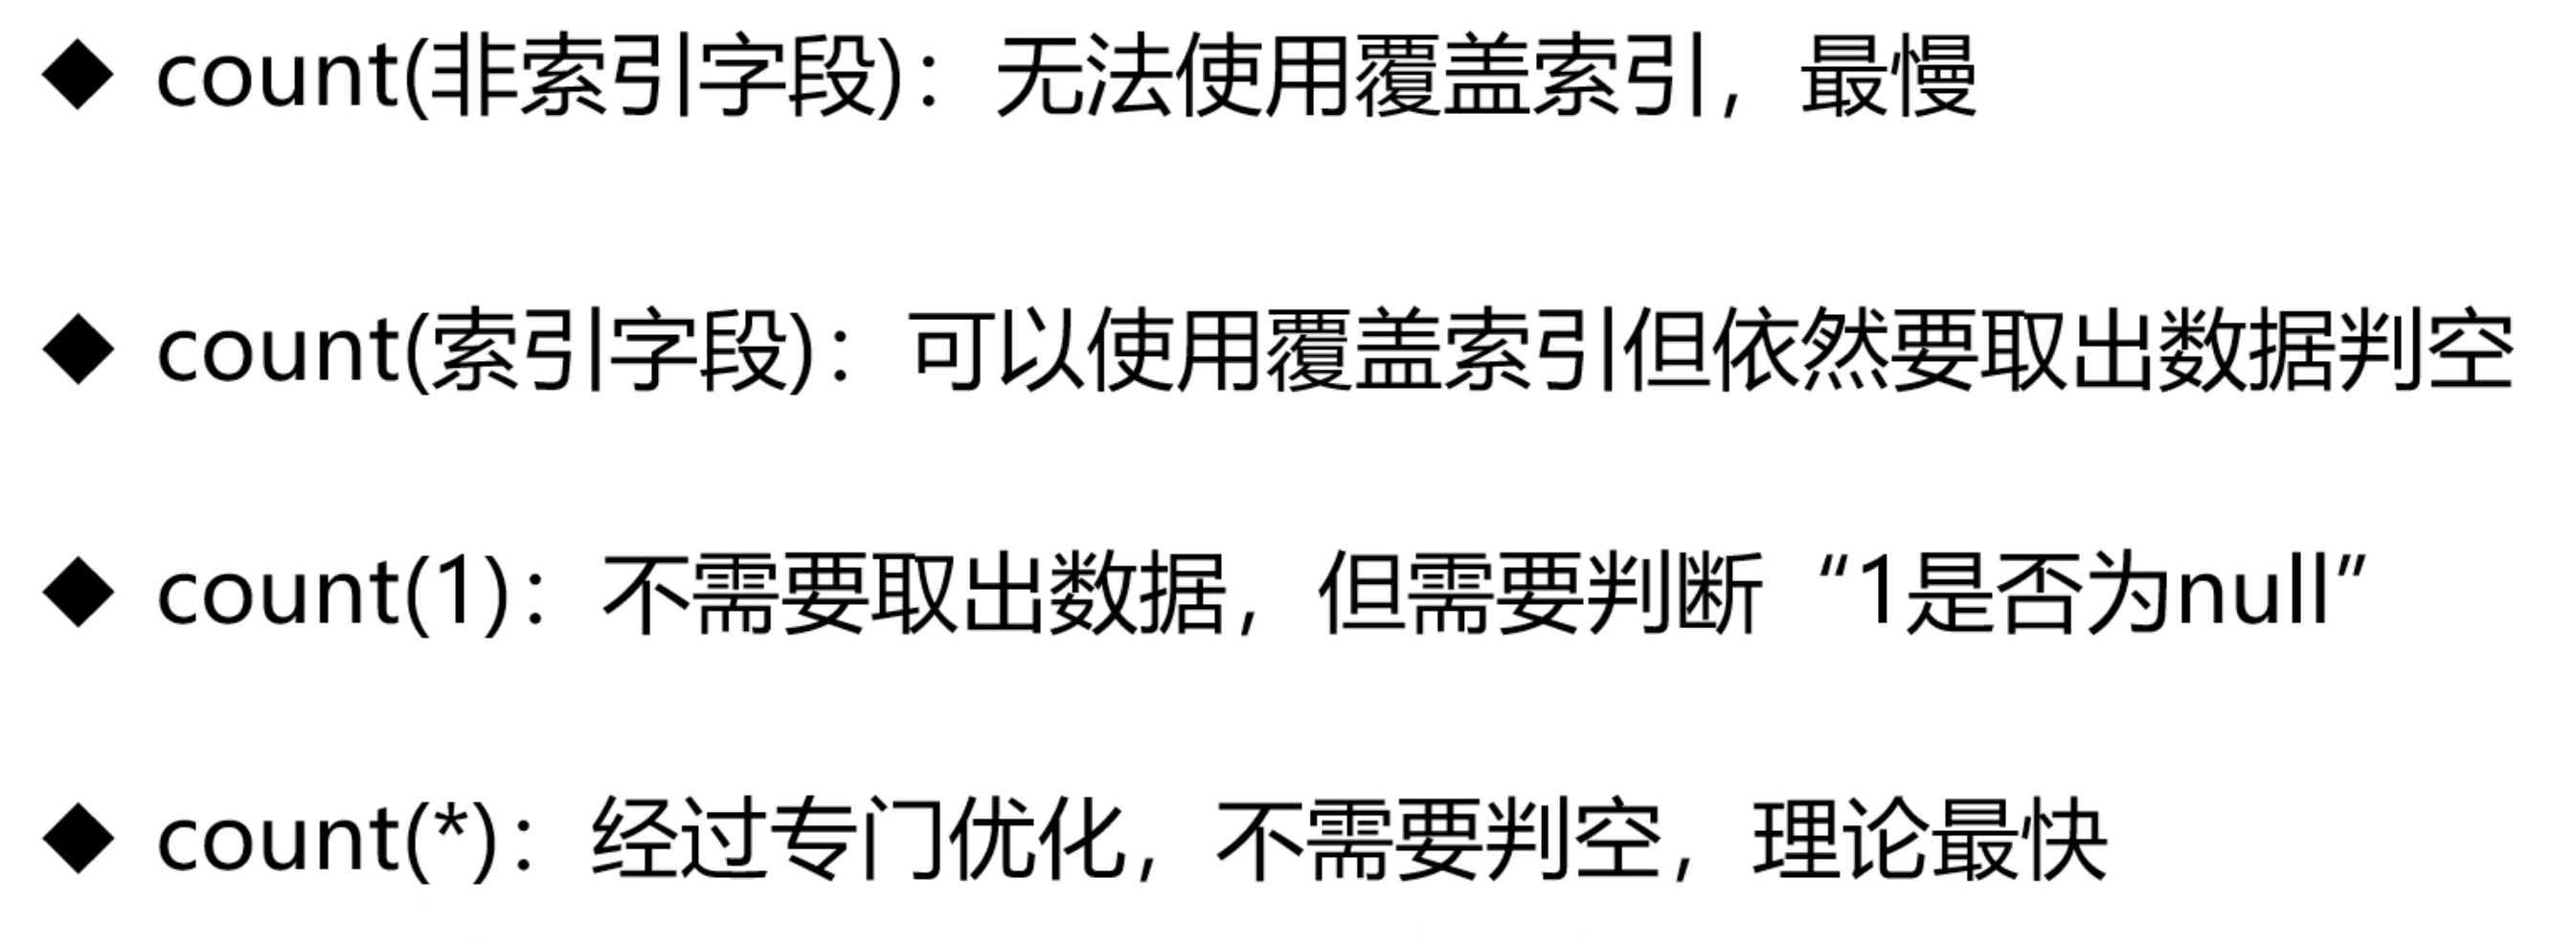 ◆ count(非索引字段)：无法使用覆盖索引，最慢
◆ count(索引字段)：可以使用覆盖索引但依然要取出数据判空
◆ count(1)：不需要取出数据，但需要判断“1是否为null”
◆ count(*)：经过专门优化，不需要判空，理论最快